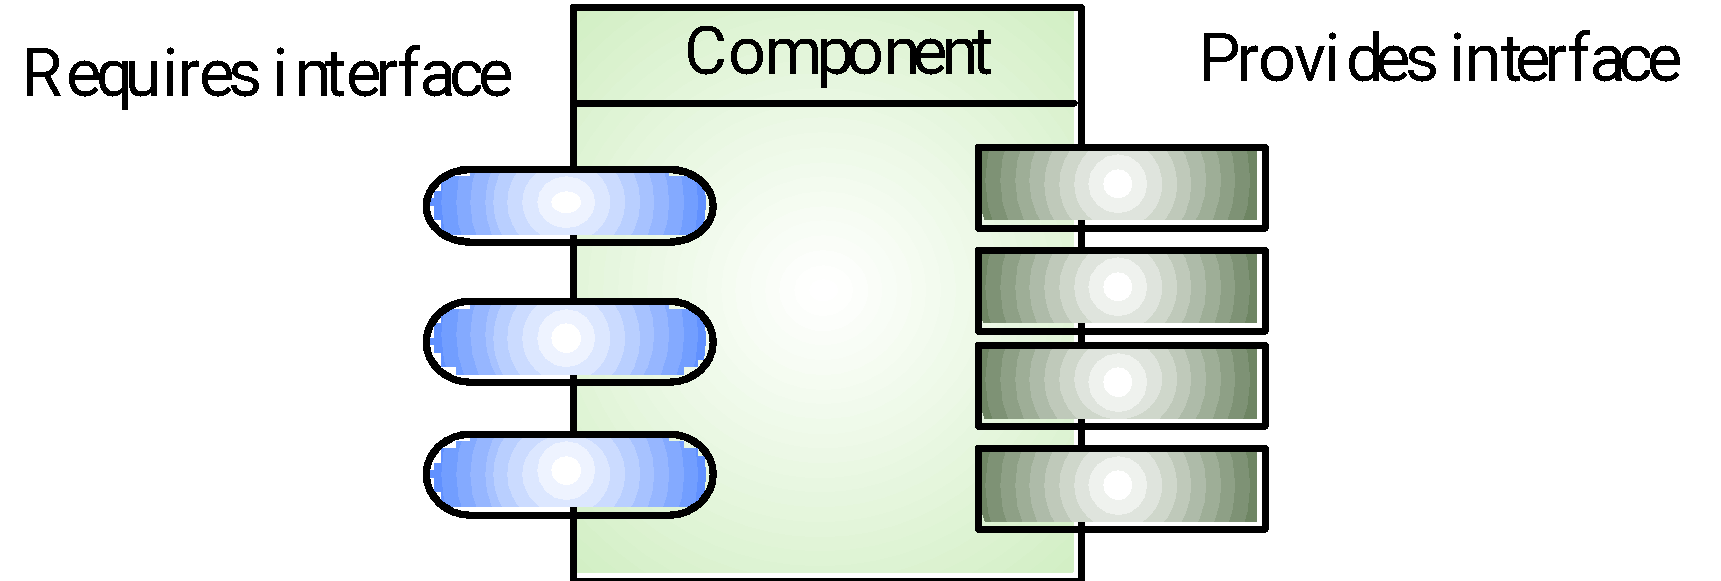 Requires interface
Component
Provides interface